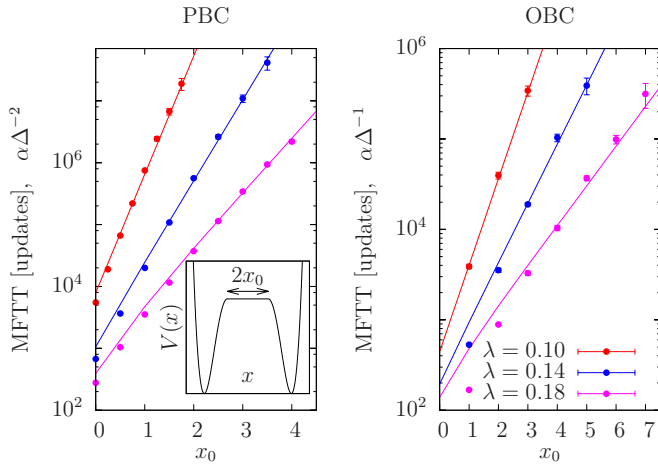 PBC
OBC
MFTT [updates], αΔ⁻²
10⁶
10⁴
10²
0 1 2 3 4
x₀
2x₀
V(x)
x
MFTT [updates], αΔ⁻¹
10⁶
10⁵
10⁴
10³
10²
0 1 2 3 4 5 6 7
x₀
λ = 0.10
λ = 0.14
λ = 0.18